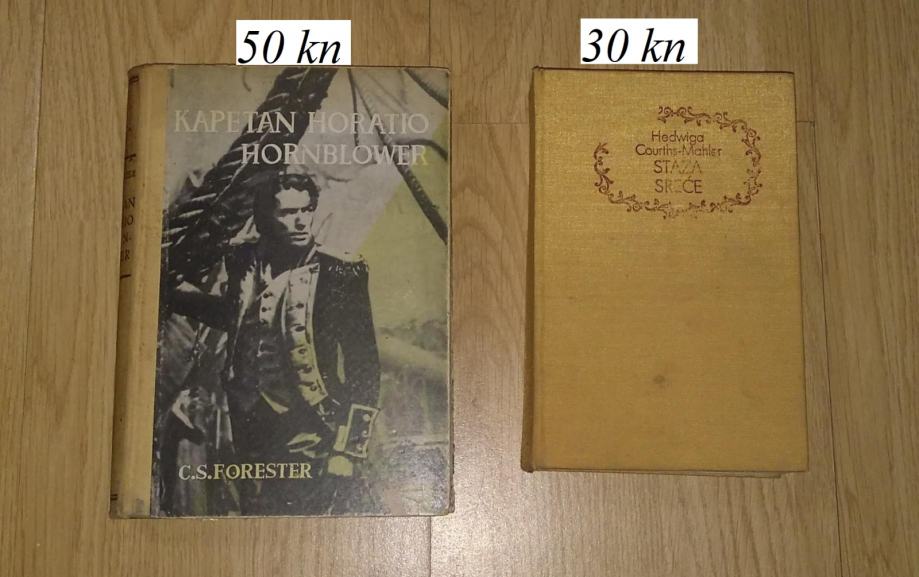 50 kn
30 kn
KAPETAN HORATIO
HORNBLOWER
C.S.FORESTER
Hedwiga
Courths-Mahler
STAZA
SREĆE